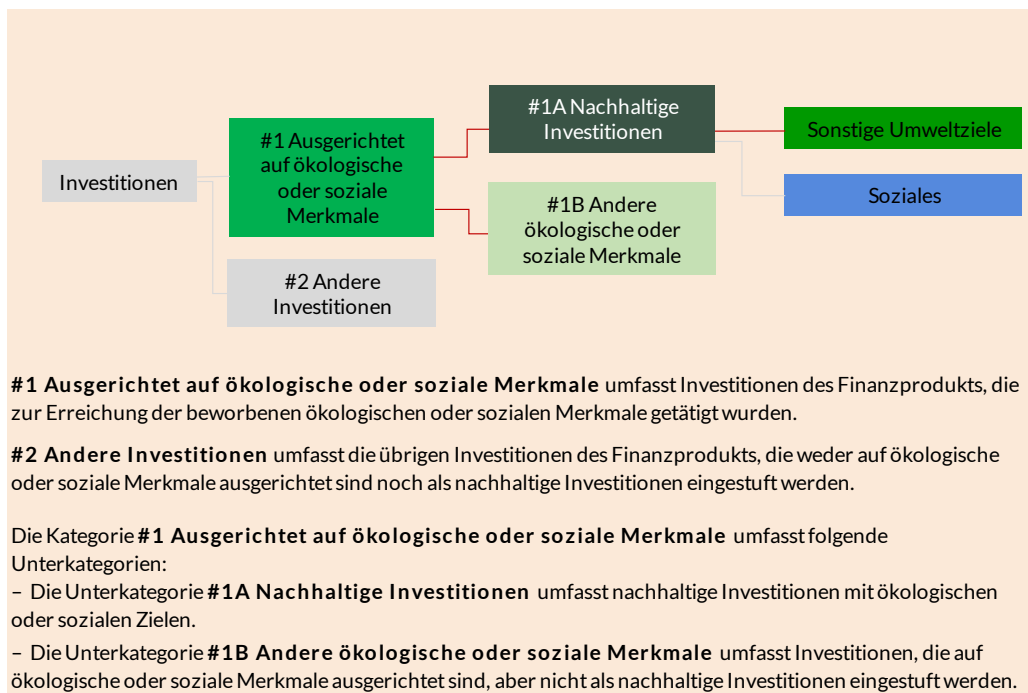 #1A Nachhaltige
Investitionen
Sonstige Umweltziele
#1 Ausgerichtet
auf ökologische
oder soziale
Merkmale
Investitionen
Soziales
#1B Andere
ökologische oder
soziale Merkmale
#2 Andere
Investitionen
#1 Ausgerichtet auf ökologische oder soziale Merkmale umfasst Investitionen des Finanzprodukts, die
zur Erreichung der beworbenen ökologischen oder sozialen Merkmale getätigt wurden.
#2 Andere Investitionen umfasst die übrigen Investitionen des Finanzprodukts, die weder auf ökologische
oder soziale Merkmale ausgerichtet sind noch als nachhaltige Investitionen eingestuft werden.
Die Kategorie #1 Ausgerichtet auf ökologische oder soziale Merkmale umfasst folgende
Unterkategorien:
– Die Unterkategorie #1A Nachhaltige Investitionen umfasst nachhaltige Investitionen mit ökologischen
oder sozialen Zielen.
– Die Unterkategorie #1B Andere ökologische oder soziale Merkmale umfasst Investitionen, die auf
ökologische oder soziale Merkmale ausgerichtet sind, aber nicht als nachhaltige Investitionen eingestuft werden.